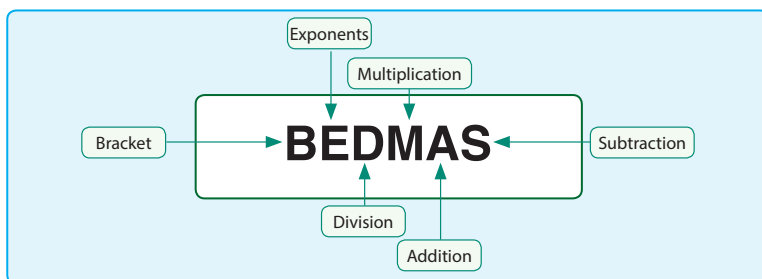 Exponents
Multiplication
Bracket
BEDMAS
Subtraction
Division
Addition